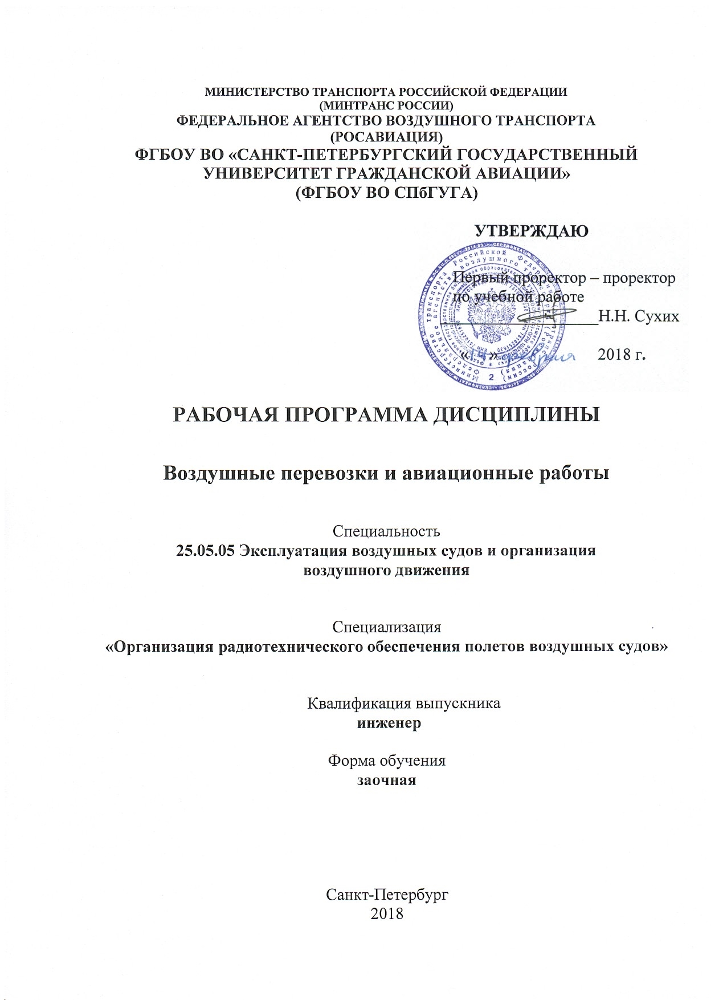 МИНИСТЕРСТВО ТРАНСПОРТА РОССИЙСКОЙ ФЕДЕРАЦИИ
(МИНТРАНС РОССИИ)
ФЕДЕРАЛЬНОЕ АГЕНТСТВО ВОЗДУШНОГО ТРАНСПОРТА
(РОСАВИАЦИЯ)
ФГБОУ ВО «САНКТ-ПЕТЕРБУРГСКИЙ ГОСУДАРСТВЕННЫЙ
УНИВЕРСИТЕТ ГРАЖДАНСКОЙ АВИАЦИИ»
(ФГБОУ ВО СПбГУГА)
УТВЕРЖДАЮ
Первый проректор – проректор
по учебной работе
Н.Н. Сухих
«14» февраля 2018 г.
РАБОЧАЯ ПРОГРАММА ДИСЦИПЛИНЫ
Воздушные перевозки и авиационные работы
Специальность
25.05.05 Эксплуатация воздушных судов и организация
воздушного движения
Специализация
«Организация радиотехнического обеспечения полетов воздушных судов»
Квалификация выпускника
инженер
Форма обучения
заочная
Санкт-Петербург
2018